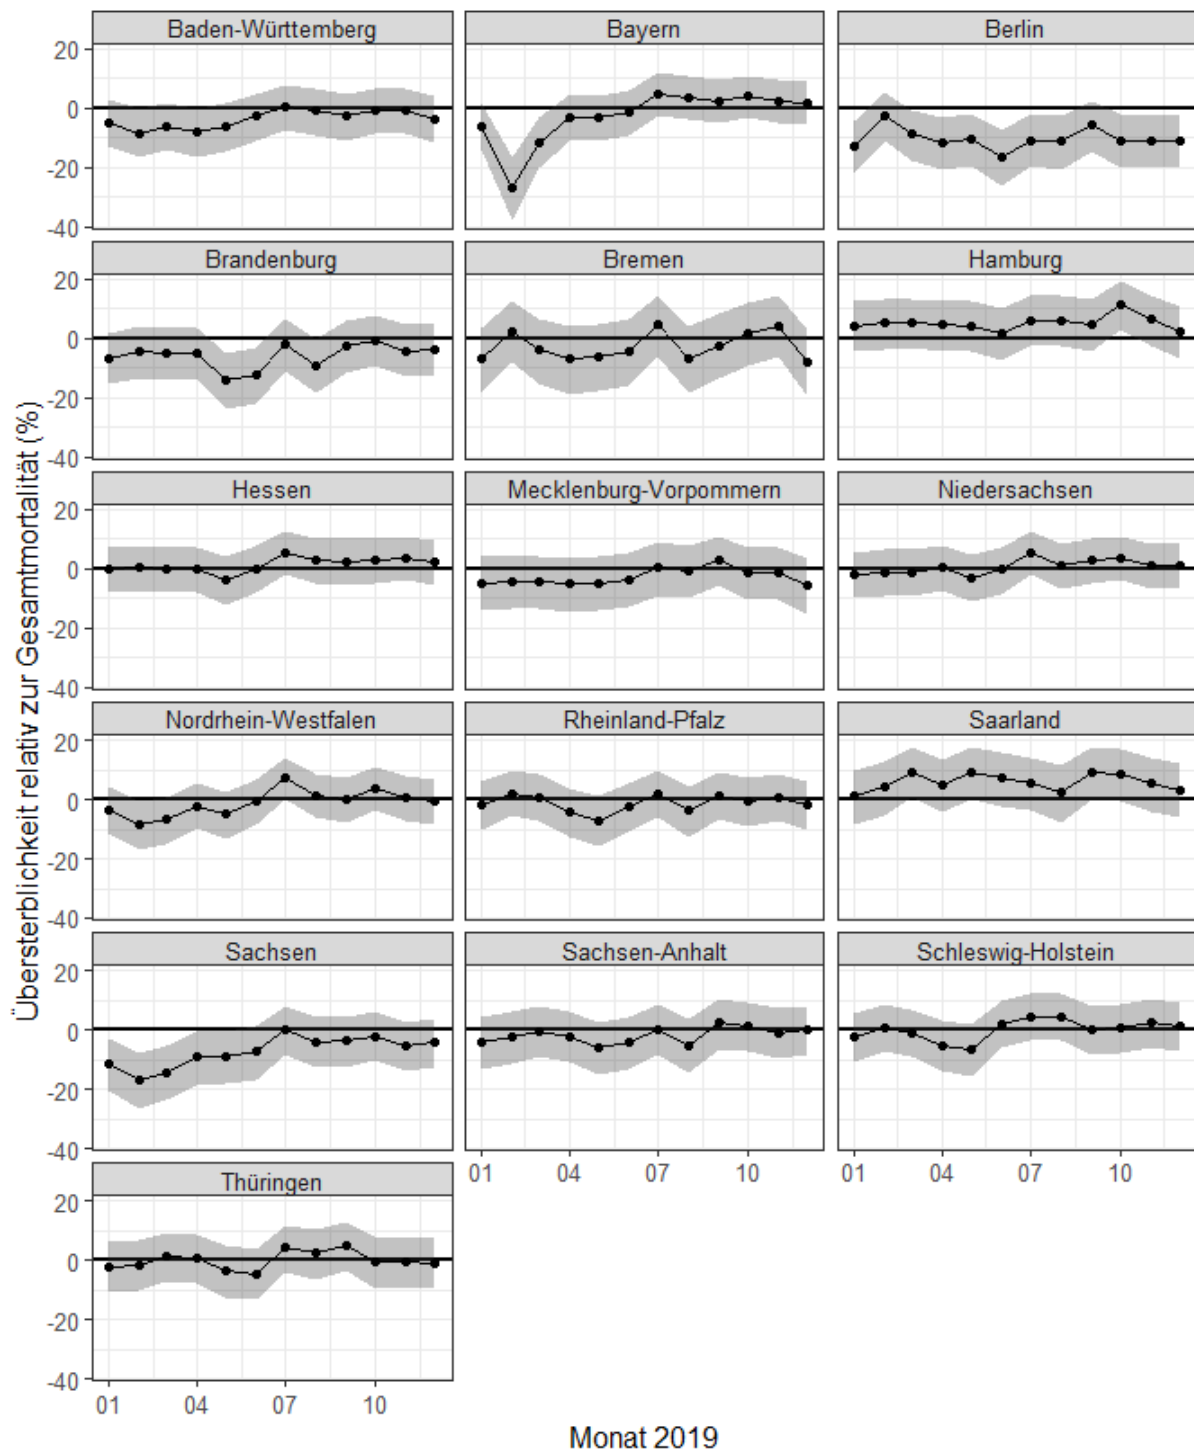 Baden-Württemberg
Bayern
Berlin
20
0
-20
-40
Brandenburg
Bremen
Hamburg
20
0
-20
-40
Hessen
Mecklenburg-Vorpommern
Niedersachsen
20
0
-20
-40
Nordrhein-Westfalen
Rheinland-Pfalz
Saarland
20
0
-20
-40
Sachsen
Sachsen-Anhalt
Schleswig-Holstein
20
0
-20
-40
01 04 07 10
01 04 07 10
Thüringen
20
0
-20
-40
01 04 07 10
Übersterblichkeit relativ zur Gesamtmortalität (%)
Monat 2019